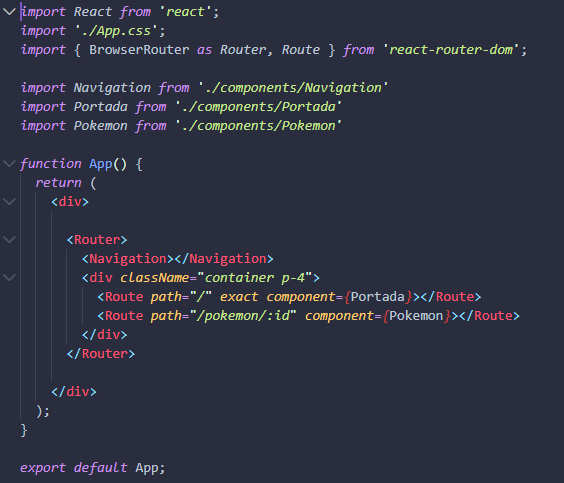 import React from 'react';
import './App.css';
import { BrowserRouter as Router, Route } from 'react-router-dom';
import Navigation from './components/Navigation'
import Portada from './components/Portada'
import Pokemon from './components/Pokemon'
function App() {
return (
<div>
<Router>
<Navigation></Navigation>
<div className="container p-4">
<Route path="/" exact component={Portada}></Route>
<Route path="/pokemon/:id" component={Pokemon}></Route>
</div>
</Router>
</div>
);
}
export default App;